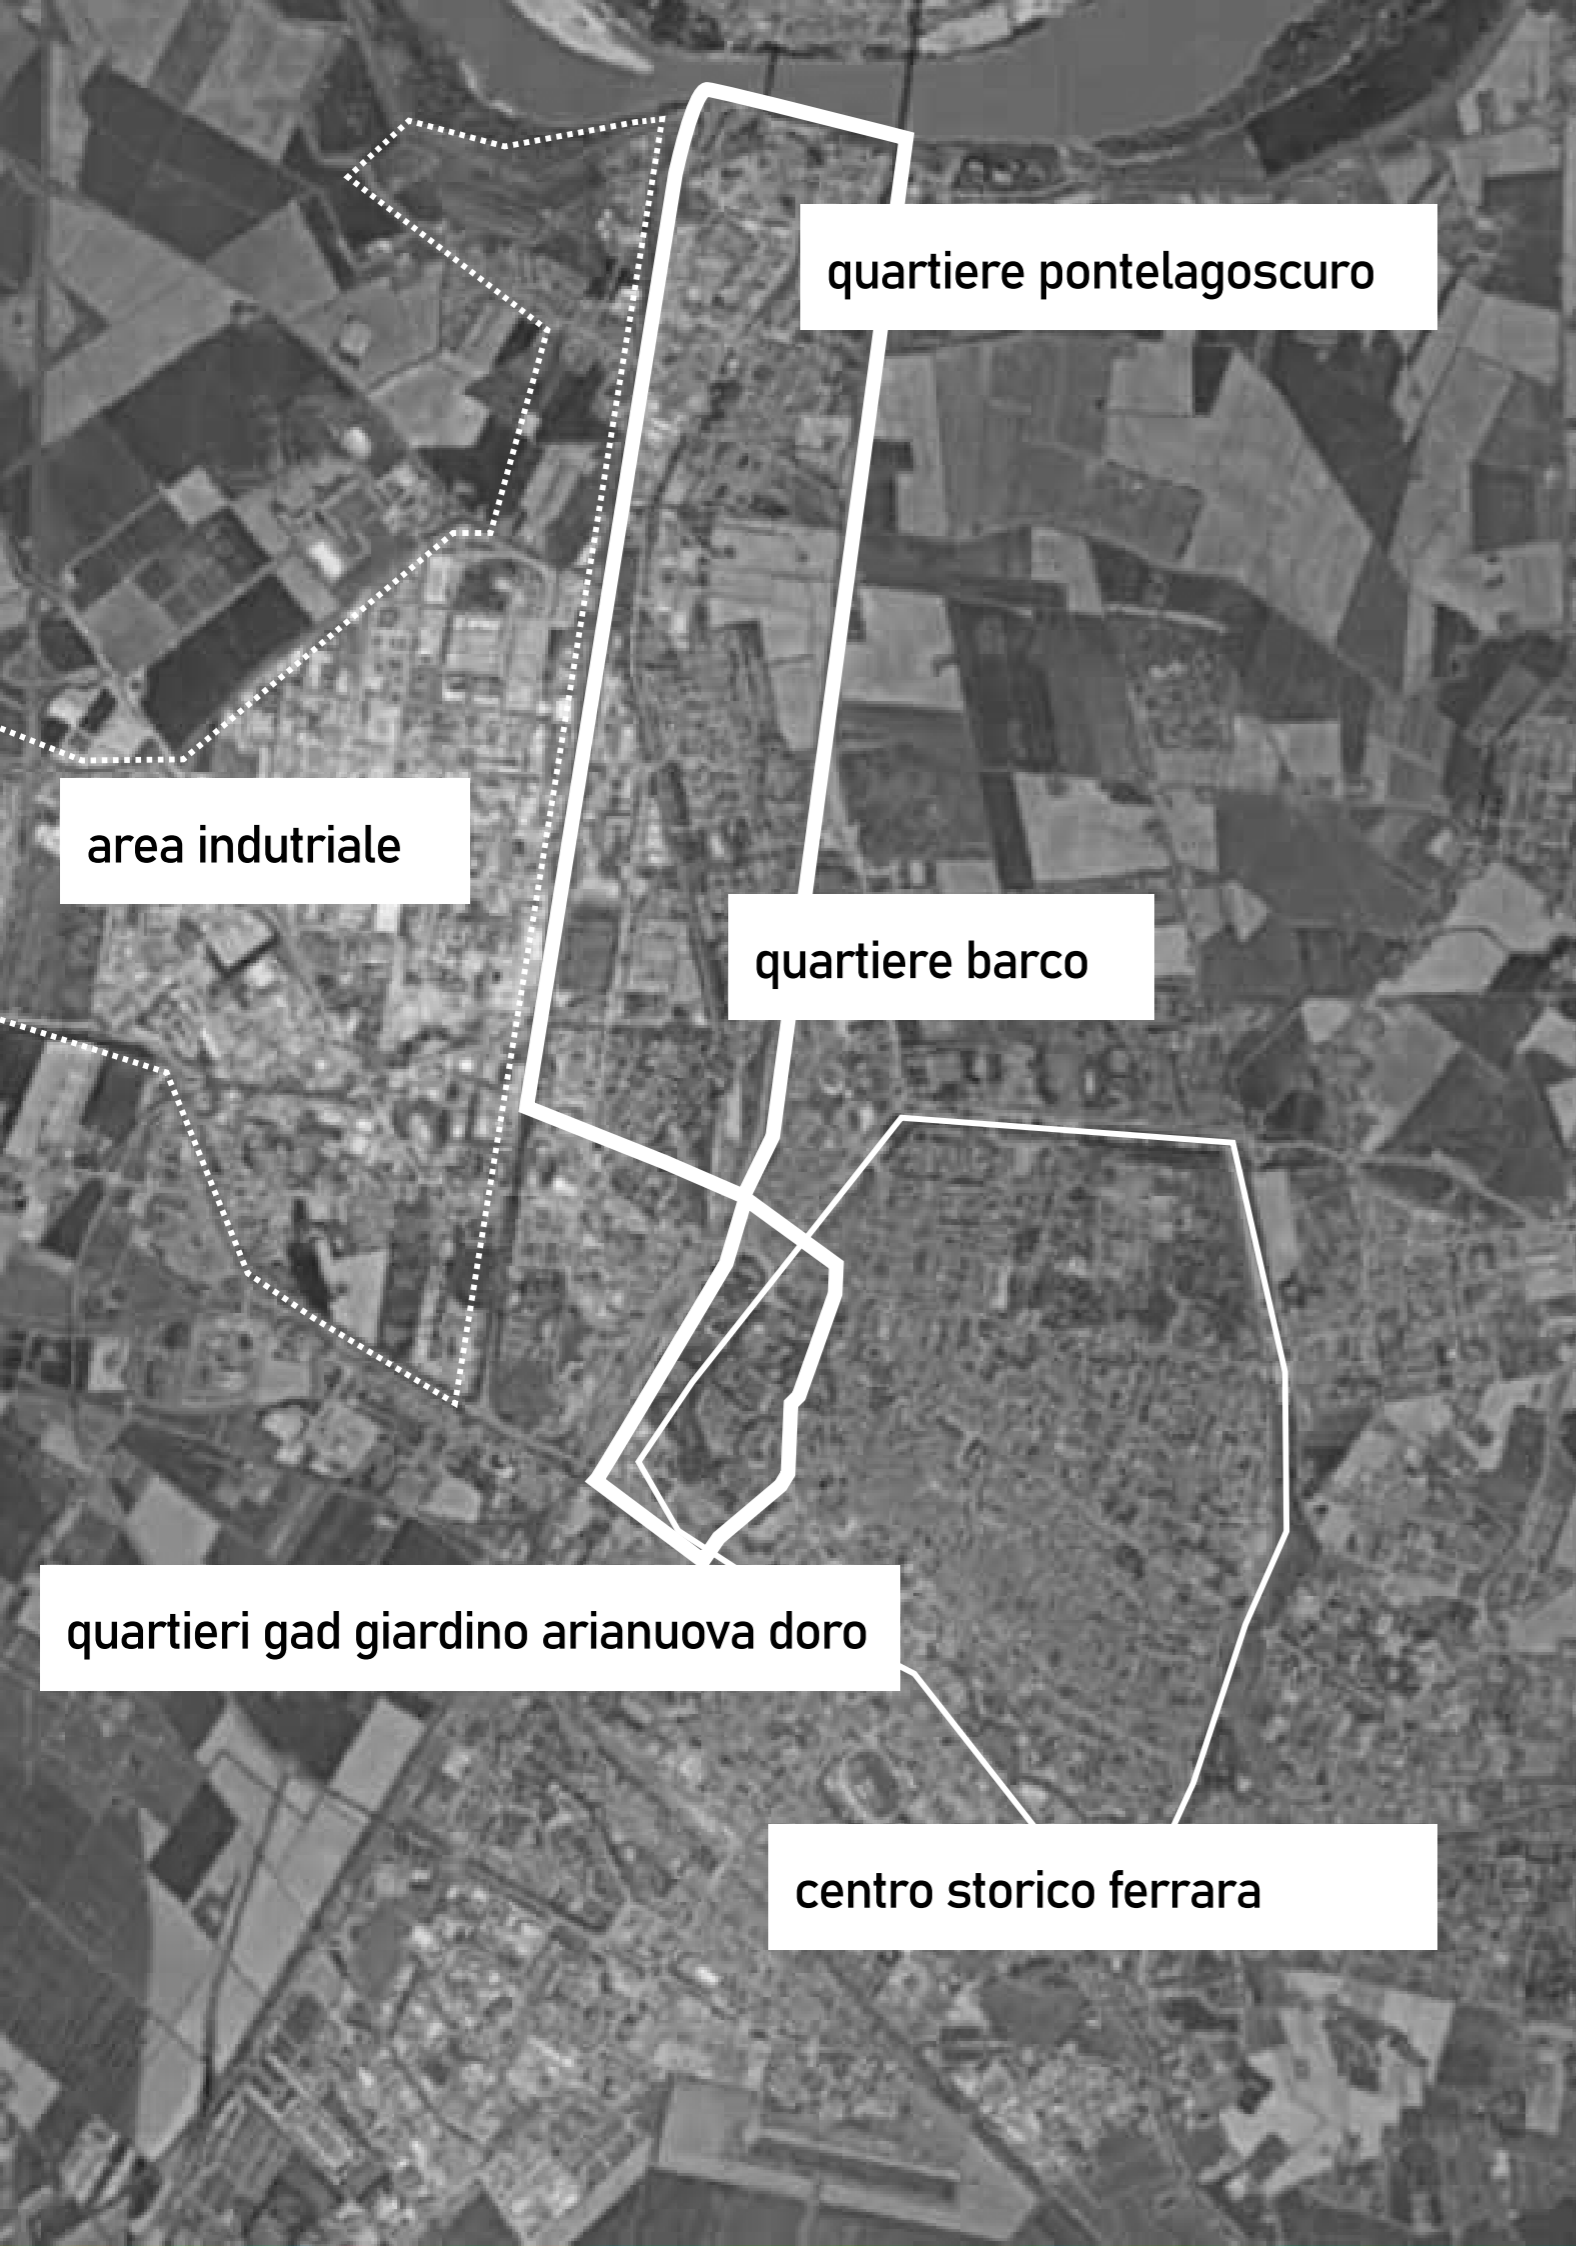 quartiere pontelagoscuro
area indutriale
quartiere barco
quartieri gad giardino arianuova doro
centro storico ferrara